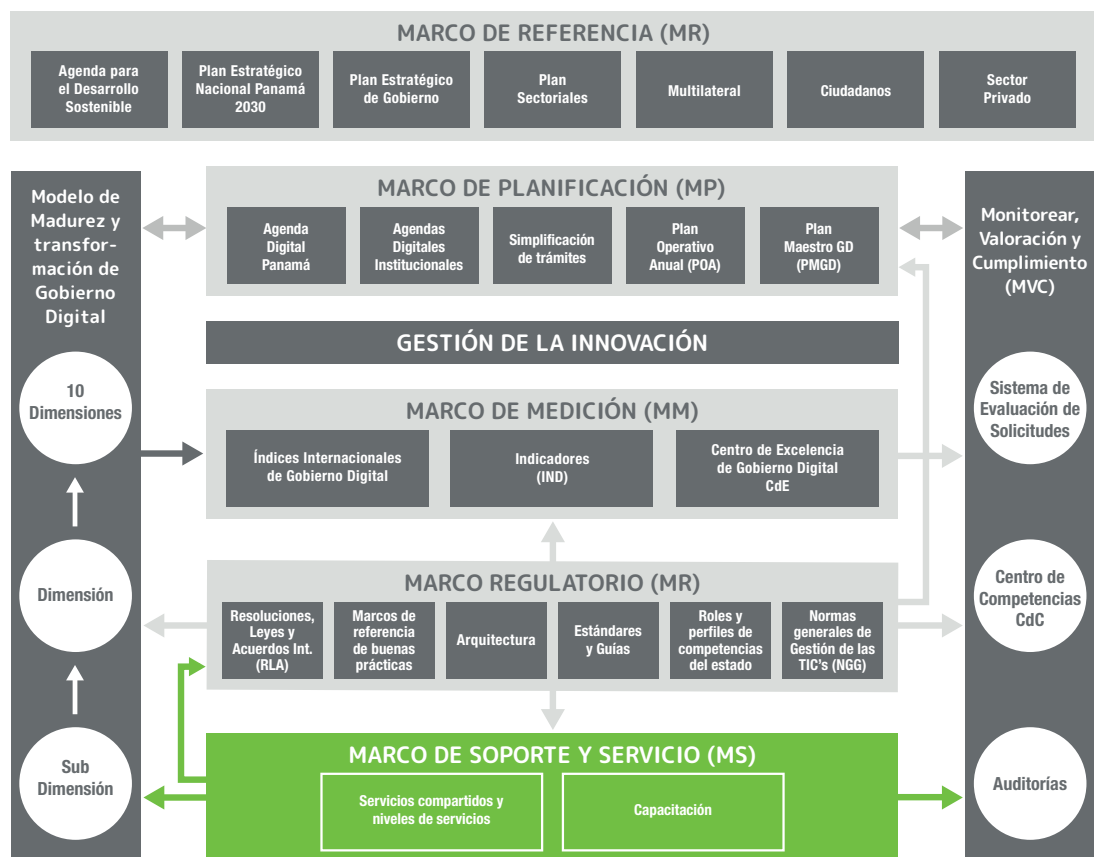 MARCO DE REFERENCIA (MR)
Agenda para
el Desarrollo
Sostenible
Plan Estratégico
Nacional Panamá
2030
Plan Estratégico
de Gobierno
Plan
Sectoriales
Multilateral
Ciudadanos
Sector
Privado
Modelo de
Madurez y
transfor-
mación de
Gobierno
Digital
10
Dimensiones
Dimensión
Sub
Dimensión
MARCO DE PLANIFICACIÓN (MP)
Agenda
Digital
Panamá
Agendas
Digitales
Institucionales
Simplificación
de trámites
Plan
Operativo
Anual (POA)
Plan
Maestro GD
(PMGD)
GESTIÓN DE LA INNOVACIÓN
MARCO DE MEDICIÓN (MM)
Índices Internacionales
de Gobierno Digital
Indicadores
(IND)
Centro de Excelencia
de Gobierno Digital
CdE
MARCO REGULATORIO (MR)
Resoluciones,
Leyes y
Acuerdos Int.
(RLA)
Marcos de
referencia
de buenas
prácticas
Arquitectura
Estándares
y Guías
Roles y
perfiles de
competencias
del estado
Normas
generales de
Gestión de las
TIC's (NGG)
MARCO DE SOPORTE Y SERVICIO (MS)
Servicios compartidos y
niveles de servicios
Capacitación
Monitorear,
Valoración y
Cumplimiento
(MVC)
Sistema de
Evaluación de
Solicitudes
Centro de
Competencias
CdC
Auditorías